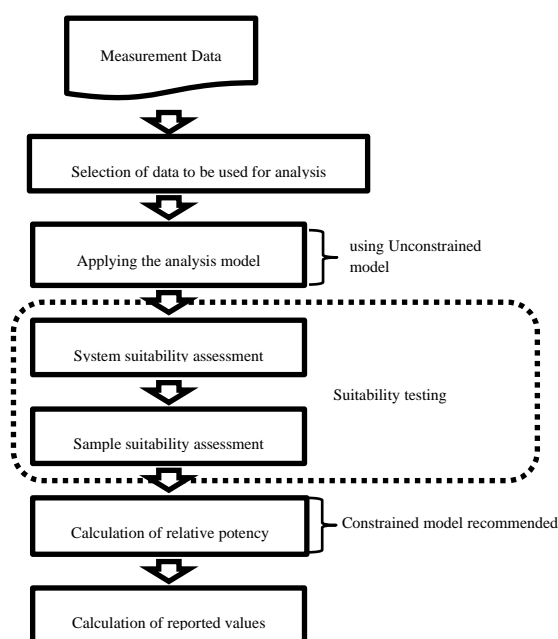 Measurement Data
Selection of data to be used for analysis
Applying the analysis model
using Unconstrained
model
System suitability assessment
Suitability testing
Sample suitability assessment
Calculation of relative potency
Constrained model recommended
Calculation of reported values